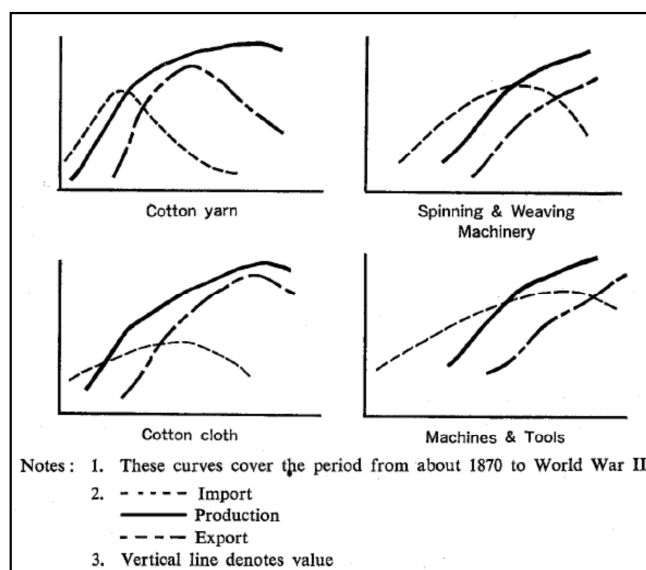 Cotton yarn
Spinning & Weaving
Machinery
Cotton cloth
Machines & Tools
Notes: 1. These curves cover the period from about 1870 to World War II
2. Import
Production
Export
3. Vertical line denotes value